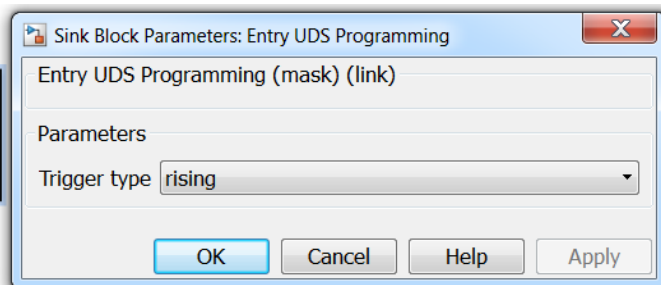 Sink Block Parameters: Entry UDS Programming
Entry UDS Programming (mask) (link)
Parameters
Trigger type rising
OK Cancel Help Apply